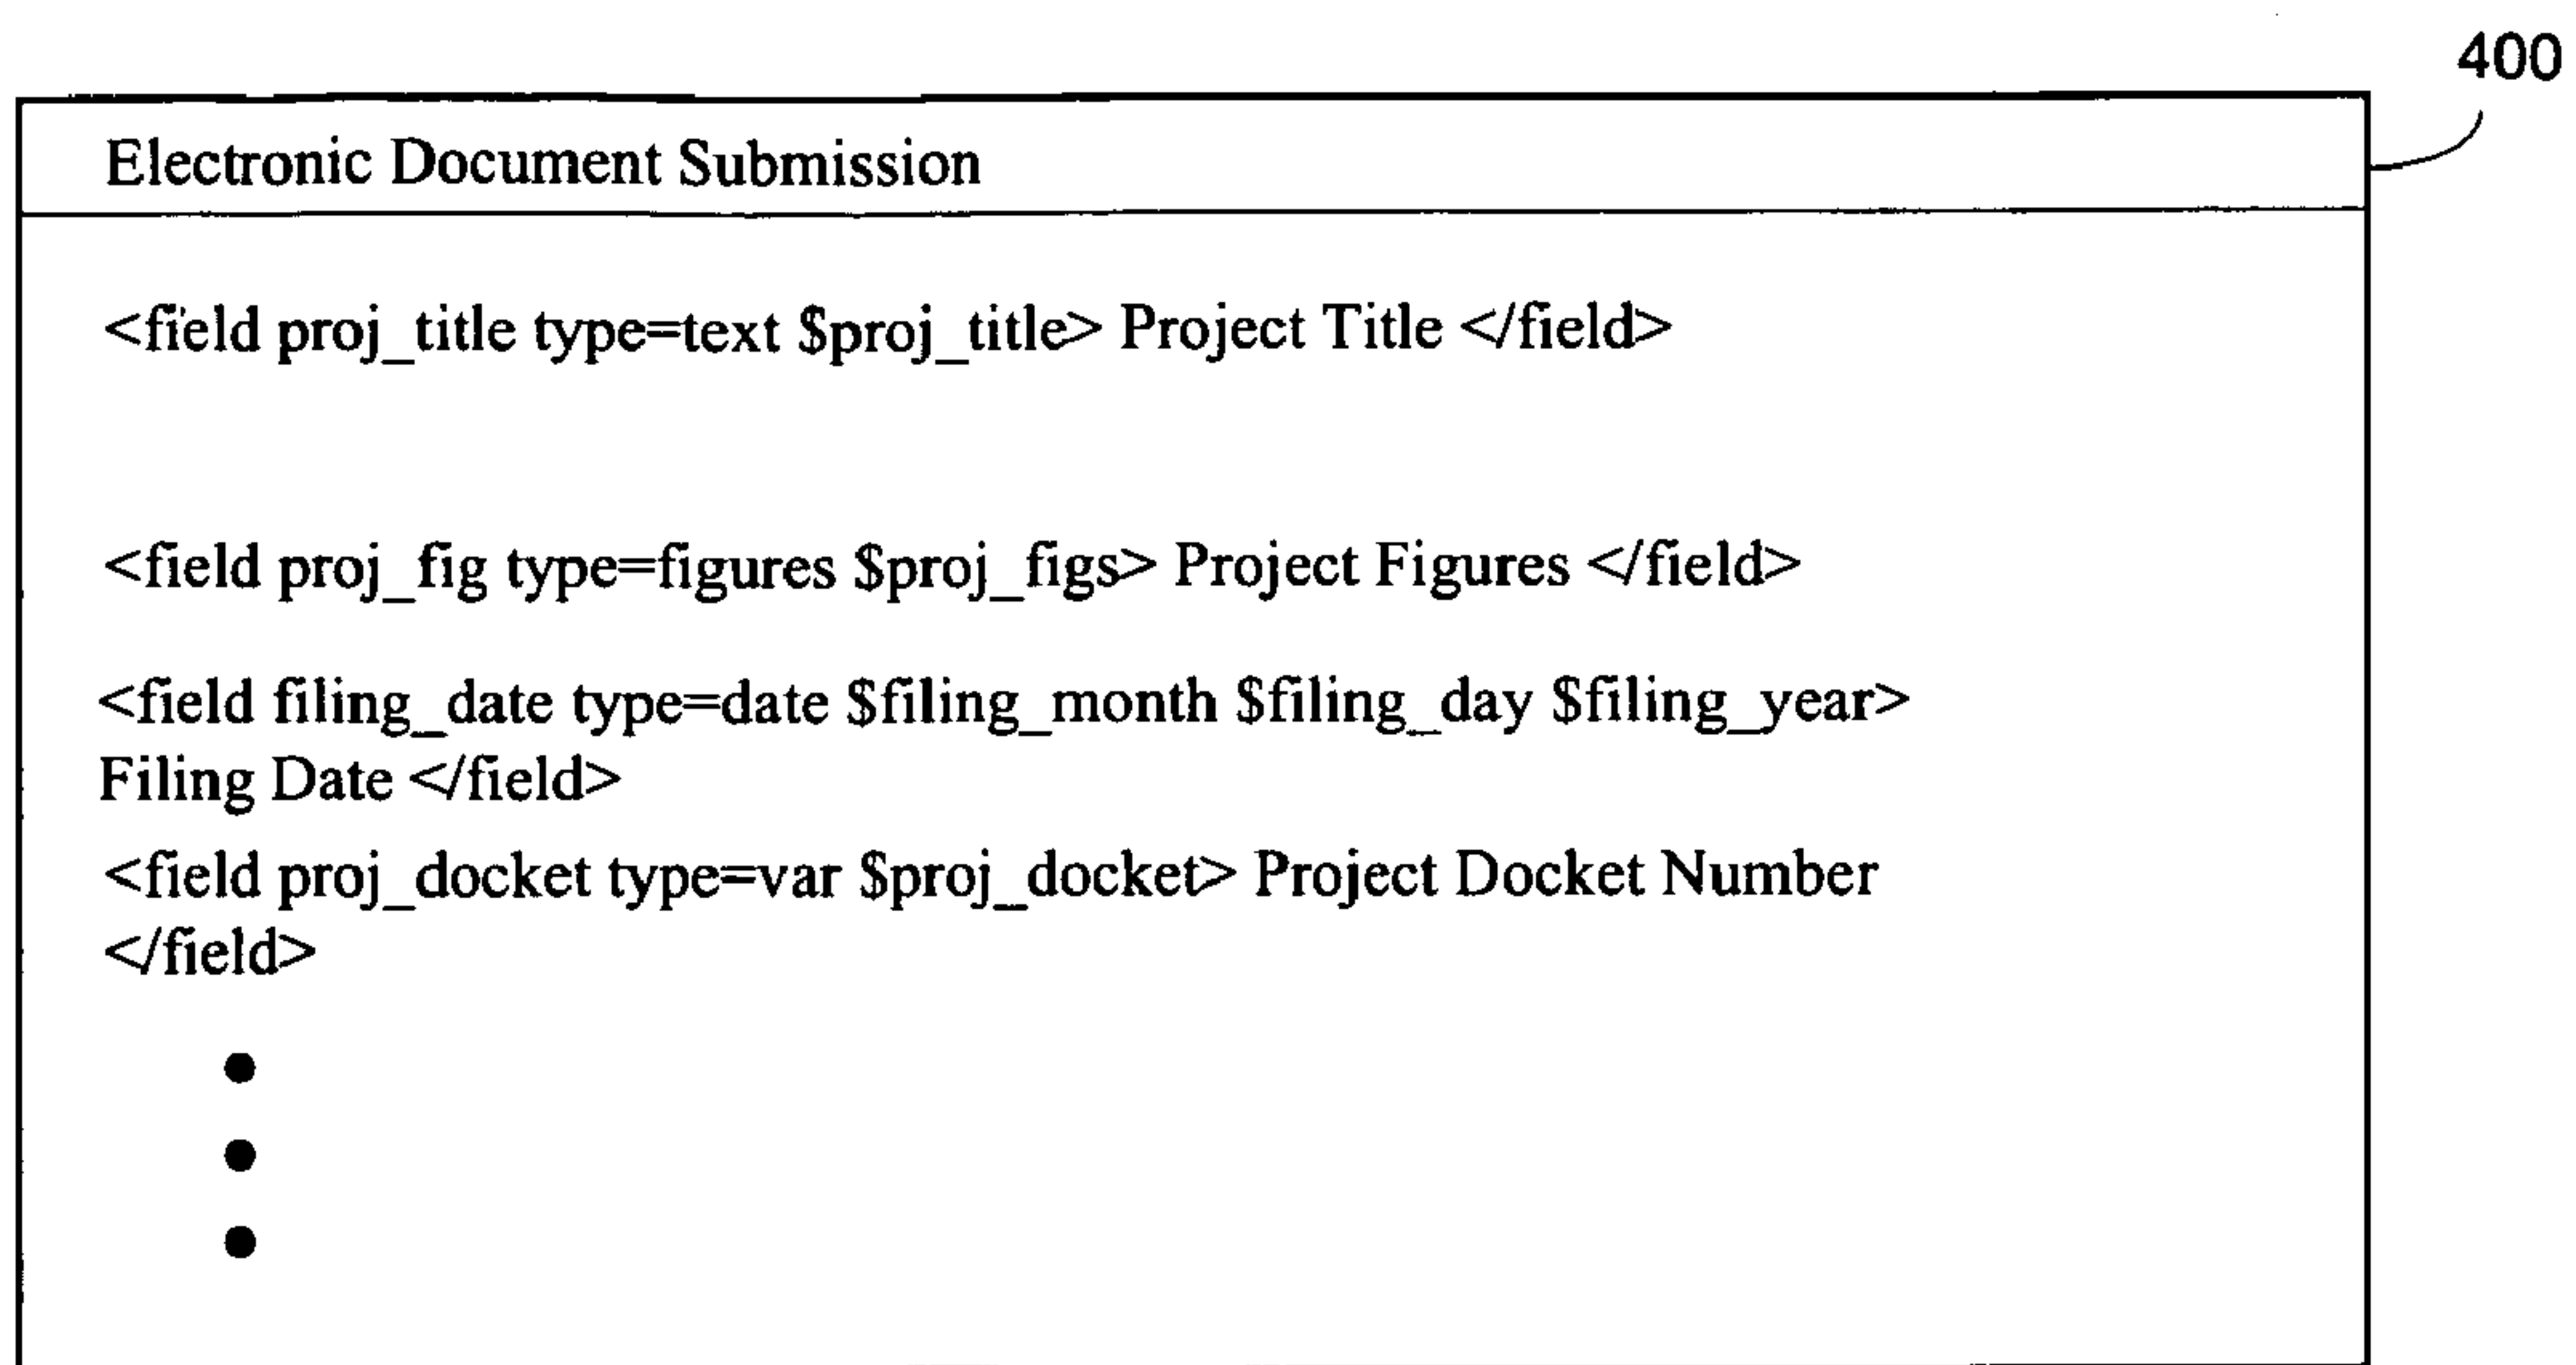 400
Electronic Document Submission
<field proj_title type=text $proj_title> Project Title </field>
<field proj_fig type=figures $proj_figs> Project Figures </field>
<field filing_date type=date $filing_month $filing_day $filing_year>
Filing Date </field>
<field proj_docket type=var $proj_docket> Project Docket Number
</field>